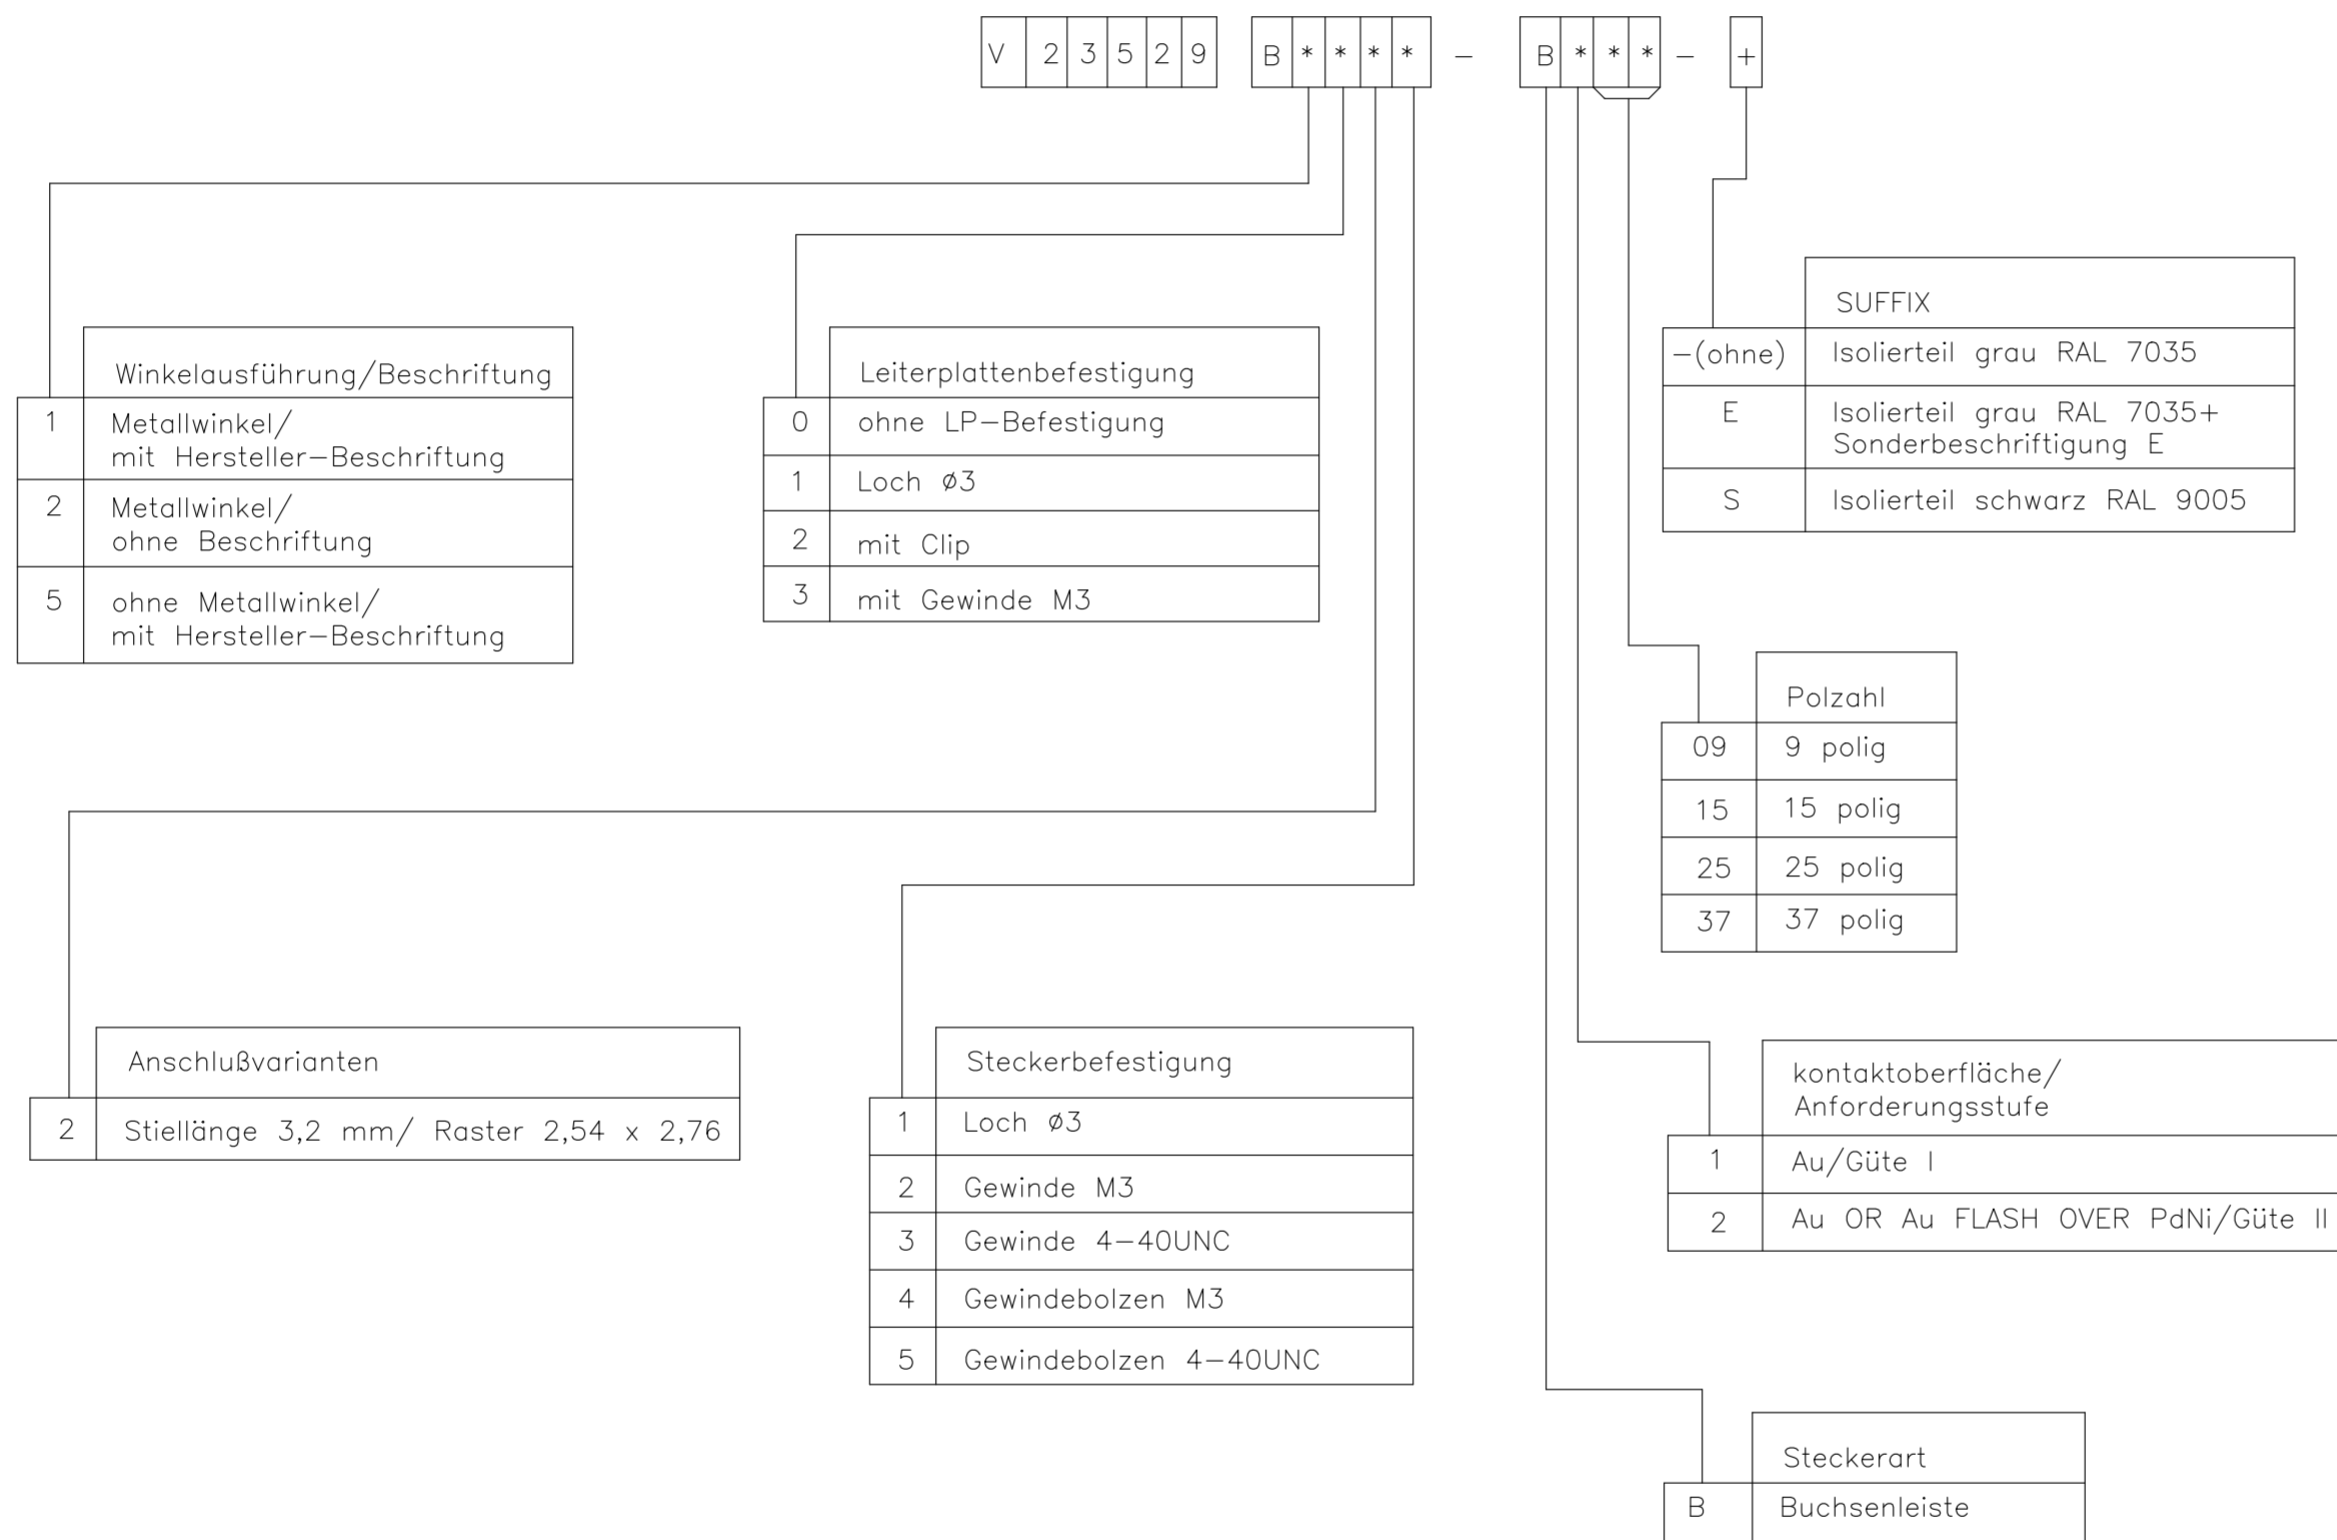 V 2 3 5 2 9 B * * * * - B * * * - +
SUFFIX
-(ohne) Isolierteil grau RAL 7035
E Isolierteil grau RAL 7035+
Sonderbeschriftigung E
S Isolierteil schwarz RAL 9005
Winkelausführung/Beschriftung
1 Metallwinkel/
mit Hersteller-Beschriftung
2 Metallwinkel/
ohne Beschriftung
5 ohne Metallwinkel/
mit Hersteller-Beschriftung
Leiterplattenbefestigung
0 ohne LP-Befestigung
1 Loch ø3
2 mit Clip
3 mit Gewinde M3
Polzahl
09 9 polig
15 15 polig
25 25 polig
37 37 polig
Anschlußvarianten
2 Stiellänge 3,2 mm/ Raster 2,54 x 2,76
Steckerbefestigung
1 Loch ø3
2 Gewinde M3
3 Gewinde 4-40UNC
4 Gewindebolzen M3
5 Gewindebolzen 4-40UNC
kontaktoberfläche/
Anforderungsstufe
1 Au/Güte I
2 Au OR Au FLASH OVER PdNi/Güte II
Steckerart
B Buchsenleiste